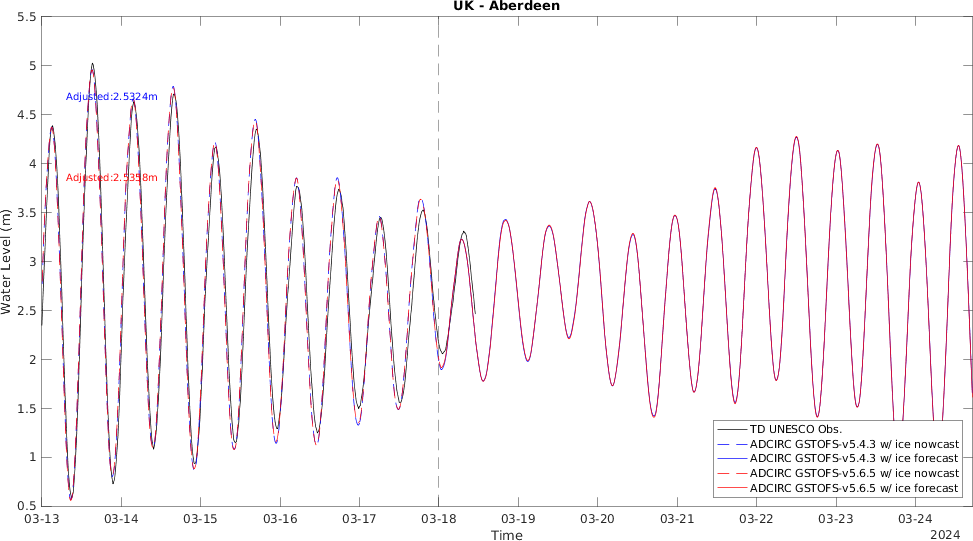 UK - Aberdeen
5.5
5
4.5
4
3.5
3
2.5
2
1.5
1
0.5
Water Level (m)
Adjusted:2.5324m
Adjusted:2.5358m
TD UNESCO Obs.
ADCIRC GSTOFS-v5.4.3 w/ ice nowcast
ADCIRC GSTOFS-v5.4.3 w/ ice forecast
ADCIRC GSTOFS-v5.6.5 w/ ice nowcast
ADCIRC GSTOFS-v5.6.5 w/ ice forecast
03-13 03-14 03-15 03-16 03-17 03-18 03-19 03-20 03-21 03-22 03-23 03-24
Time
2024